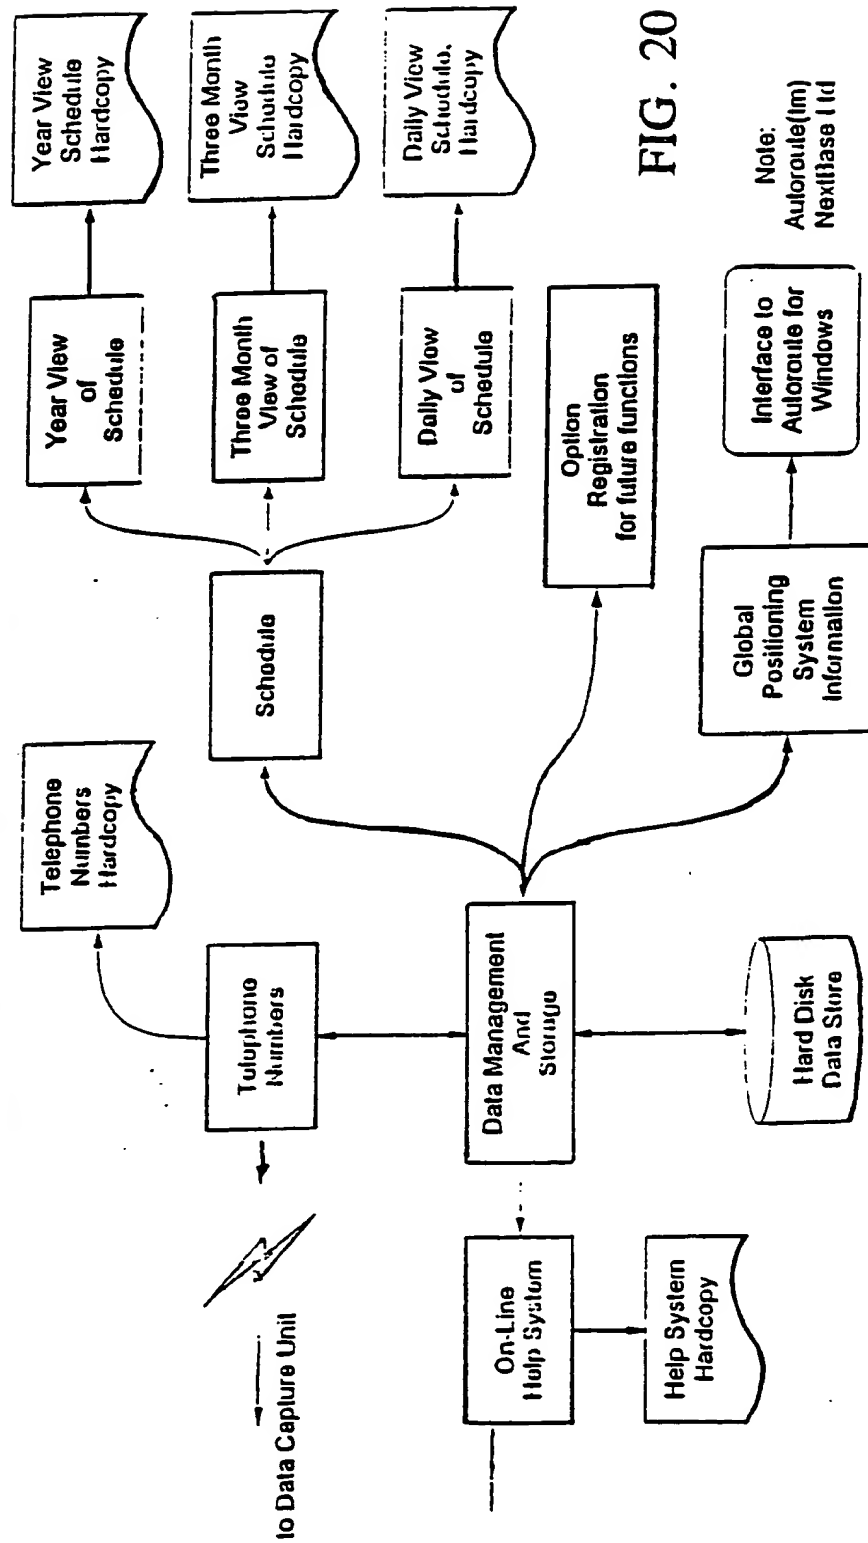 Telephone
Numbers
Hardcopy
Year View
Schedule
Hardcopy
Year View
of
Schedule
Three Month
View
Schedule
Hardcopy
Three Month
View of
Schedule
Daily View
Schedule.
Hardcopy
Daily View
of
Schedule
Schedule
Telephone
Numbers
to Data Capture Unit
Data Management
And
Storage
Option
Registration
for future functions
On-Line
Help System
Help System
Hardcopy
Hard Disk
Data Store
Global
Positioning
System
Information
Interface to
Autoroute for
Windows
Note:
Autoroute(tm)
NextBase Ltd
FIG. 20